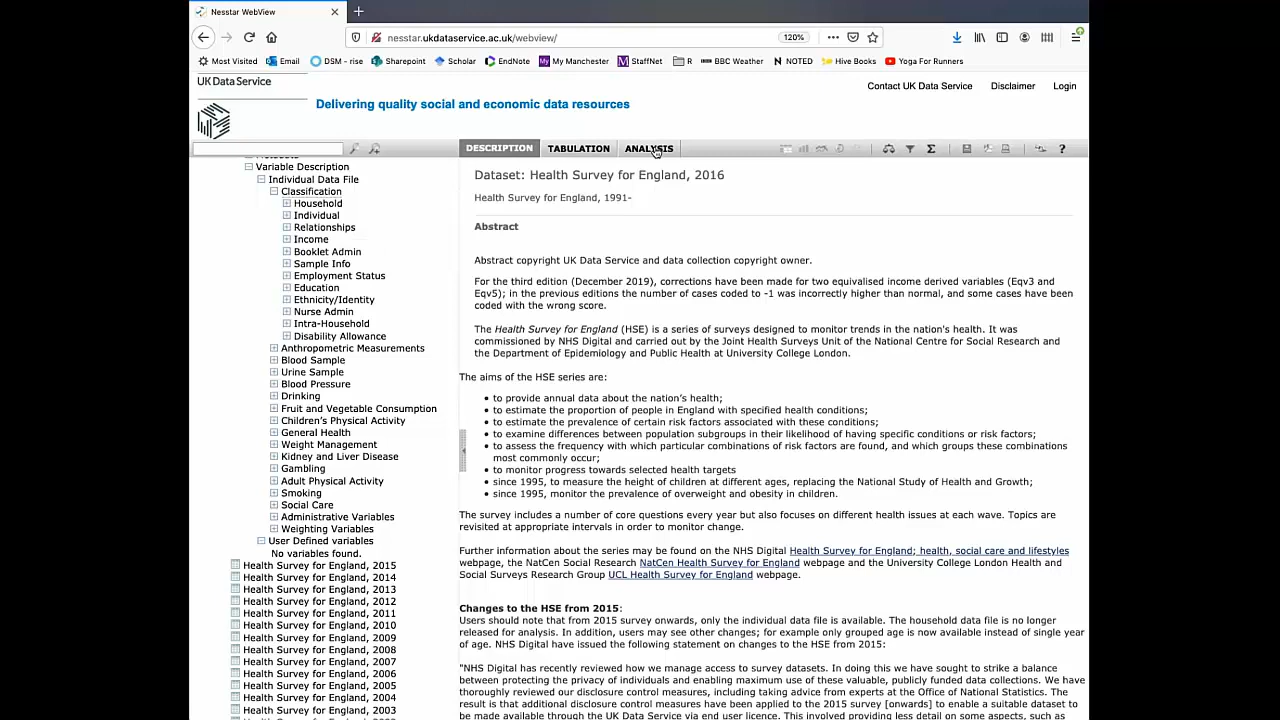 Nesstar WebView
nesstar.ukdataservice.ac.uk/webview/
120%
Most Visited Email DSM - rise Sharepoint Scholar EndNote My Manchester StaffNet R BBC Weather NOTED Hive Books Yoga For Runners
UK Data Service
Contact UK Data Service Disclaimer Login
Delivering quality social and economic data resources
DESCRIPTION TABULATION ANALYSIS
Variable Description
Individual Data File
Classification
Household
Individual
Relationships
Income
Booklet Admin
Sample Info
Employment Status
Education
Ethnicity/Identity
Nurse Admin
Intra-Household
Disability Allowance
Anthropometric Measurements
Blood Sample
Urine Sample
Blood Pressure
Drinking
Fruit and Vegetable Consumption
Children's Physical Activity
General Health
Weight Management
Kidney and Liver Disease
Gambling
Adult Physical Activity
Smoking
Social Care
Administrative Variables
Weighting Variables
User Defined variables
No variables found.
Health Survey for England, 2015
Health Survey for England, 2014
Health Survey for England, 2013
Health Survey for England, 2012
Health Survey for England, 2011
Health Survey for England, 2010
Health Survey for England, 2009
Health Survey for England, 2008
Health Survey for England, 2007
Health Survey for England, 2006
Health Survey for England, 2005
Health Survey for England, 2004
Health Survey for England, 2003
Dataset: Health Survey for England, 2016
Health Survey for England, 1991-
Abstract
Abstract copyright UK Data Service and data collection copyright owner.
For the third edition (December 2019), corrections have been made for two equivalised income derived variables (Eqv3 and
Eqv5); in the previous editions the number of cases coded to -1 was incorrectly higher than normal, and some cases have been
coded with the wrong score.
The Health Survey for England (HSE) is a series of surveys designed to monitor trends in the nation's health. It was
commissioned by NHS Digital and carried out by the Joint Health Surveys Unit of the National Centre for Social Research and
the Department of Epidemiology and Public Health at University College London.
The aims of the HSE series are:
• to provide annual data about the nation's health;
• to estimate the proportion of people in England with specified health conditions;
• to estimate the prevalence of certain risk factors associated with these conditions;
• to examine differences between population subgroups in their likelihood of having specific conditions or risk factors;
• to assess the frequency with which particular combinations of risk factors are found, and which groups these combinations
most commonly occur;
• to monitor progress towards selected health targets
• since 1995, to measure the height of children at different ages, replacing the National Study of Health and Growth;
• since 1995, monitor the prevalence of overweight and obesity in children.
The survey includes a number of core questions every year but also focuses on different health issues at each wave. Topics are
revisited at appropriate intervals in order to monitor change.
Further information about the series may be found on the NHS Digital Health Survey for England; health, social care and lifestyles
webpage, the NatCen Social Research NatCen Health Survey for England webpage and the University College London Health and
Social Surveys Research Group UCL Health Survey for England webpage.
Changes to the HSE from 2015:
Users should note that from 2015 survey onwards, only the individual data file is available. The household data file is no longer
released for analysis. In addition, users may see other changes; for example only grouped age is now available instead of single year
of age. NHS Digital have issued the following statement on changes to the HSE from 2015:
"NHS Digital has recently reviewed how we manage access to survey datasets. In doing this we have sought to strike a balance
between protecting the privacy of individuals and enabling maximum use of these valuable, publicly funded data collections. We have
thoroughly reviewed our disclosure control measures, including taking advice from experts at the Office of National Statistics. The
result is that additional disclosure control measures have been applied to the 2015 survey [onwards] to enable a suitable dataset to
be made available through the UK Data Service via end user licence. This involved providing less detail on some aspects, such as